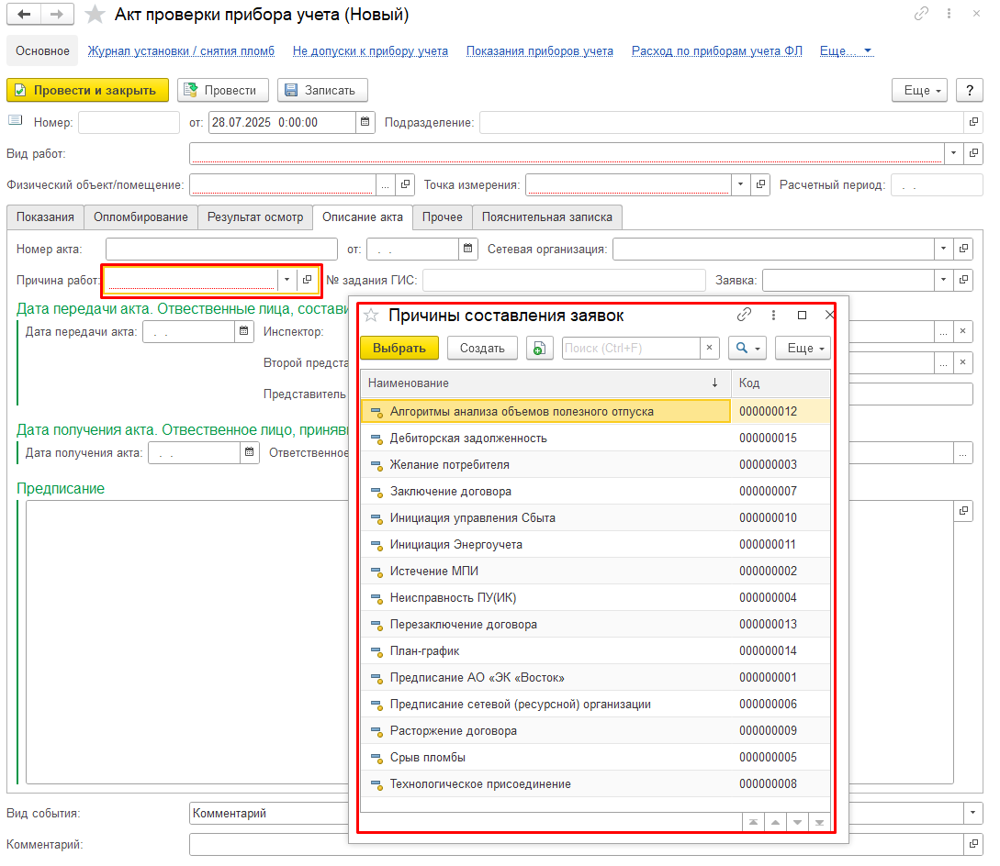 Акт проверки прибора учета (Новый)
Основное Журнал установки / снятия пломб Не допуски к прибору учета Показания приборов учета Расход по приборам учета ФЛ Еще...
Провести и закрыть Провести Записать Еще ?
Номер: от: 28.07.2025 0:00:00 Подразделение:
Вид работ:
Физический объект/помещение: ... Точка измерения: Расчетный период: . .
Показания Опломбирование Результат осмотр Описание акта Прочее Пояснительная записка
Номер акта: от: . . Сетевая организация:
Причина работ: № задания ГИС: Заявка:
Дата передачи акта. Отвественные лица, состави
Дата передачи акта: . . Инспектор: ... ×
Второй предста ... ×
Представитель
Дата получения акта. Отвественное лицо, приняв
Дата получения акта: . . Ответственное ...
Предписание
Причины составления заявок
Выбрать Создать Поиск (Ctrl+F) × Еще
Наименование ↓ Код
Алгоритмы анализа объемов полезного отпуска 000000012
Дебиторская задолженность 000000015
Желание потребителя 000000003
Заключение договора 000000007
Инициация управления Сбыта 000000010
Инициация Энергоучета 000000011
Истечение МПИ 000000002
Неисправность ПУ(ИК) 000000004
Перезаключение договора 000000013
План-график 000000014
Предписание АО «ЭК «Восток» 000000001
Предписание сетевой (ресурсной) организации 000000006
Расторжение договора 000000009
Срыв пломбы 000000005
Технологическое присоединение 000000008
Вид события: Комментарий
Комментарий: